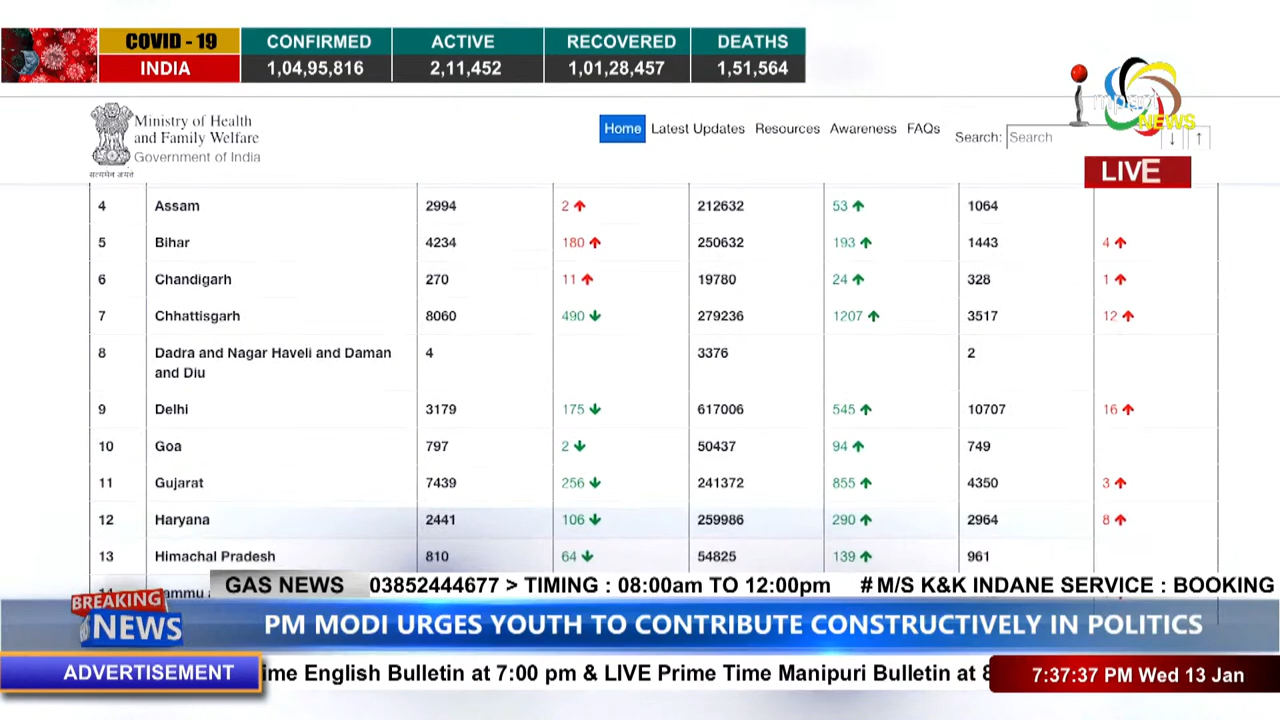 COVID - 19 CONFIRMED ACTIVE RECOVERED DEATHS
INDIA 1,04,95,816 2,11,452 1,01,28,457 1,51,564
mpact
NEWS
LIVE
Ministry of Health
and Family Welfare
Government of India
सत्यमेव जयते
Home Latest Updates Resources Awareness FAQs Search: Search
4 Assam 2994 2 212632 53 1064
5 Bihar 4234 180 250632 193 1443 4
6 Chandigarh 270 11 19780 24 328 1
7 Chhattisgarh 8060 490 279236 1207 3517 12
8 Dadra and Nagar Haveli and Daman 4 3376 2
and Diu
9 Delhi 3179 175 617006 545 10707 16
10 Goa 797 2 50437 94 749
11 Gujarat 7439 256 241372 855 4350 3
12 Haryana 2441 106 259986 290 2964 8
13 Himachal Pradesh 810 64 54825 139 961
GAS NEWS 03852444677 > TIMING : 08:00am TO 12:00pm # M/S K&K INDANE SERVICE : BOOKING
BREAKING
NEWS
PM MODI URGES YOUTH TO CONTRIBUTE CONSTRUCTIVELY IN POLITICS
ADVERTISEMENT ime English Bulletin at 7:00 pm & LIVE Prime Time Manipuri Bulletin at 8 7:37:37 PM Wed 13 Jan